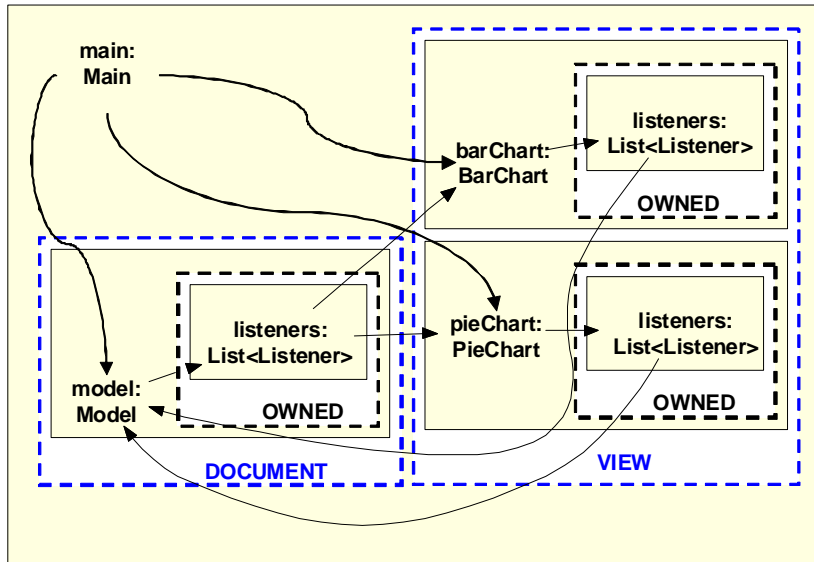 main:
Main
listeners:
List<Listener>
barChart:
BarChart
OWNED
listeners:
List<Listener>
pieChart:
PieChart
OWNED
VIEW
listeners:
List<Listener>
model:
Model
OWNED
DOCUMENT